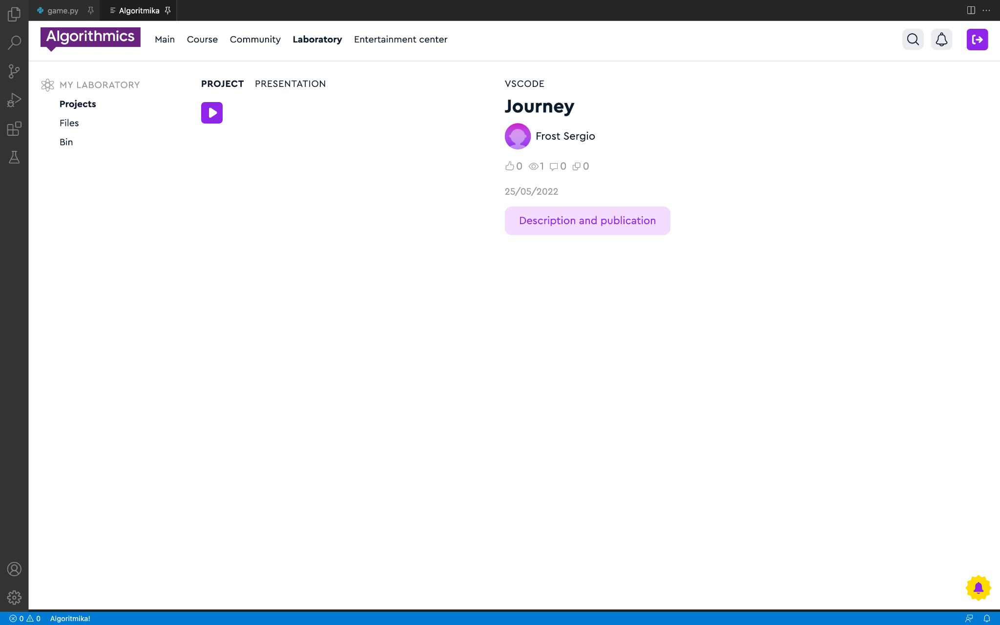 game.py
Algoritmika
Algorithmics
Main
Course
Community
Laboratory
Entertainment center
MY LABORATORY
Projects
Files
Bin
PROJECT
PRESENTATION
VSCODE
Journey
Frost Sergio
0 1 0 0
25/05/2022
Description and publication
0 0 Algoritmika!